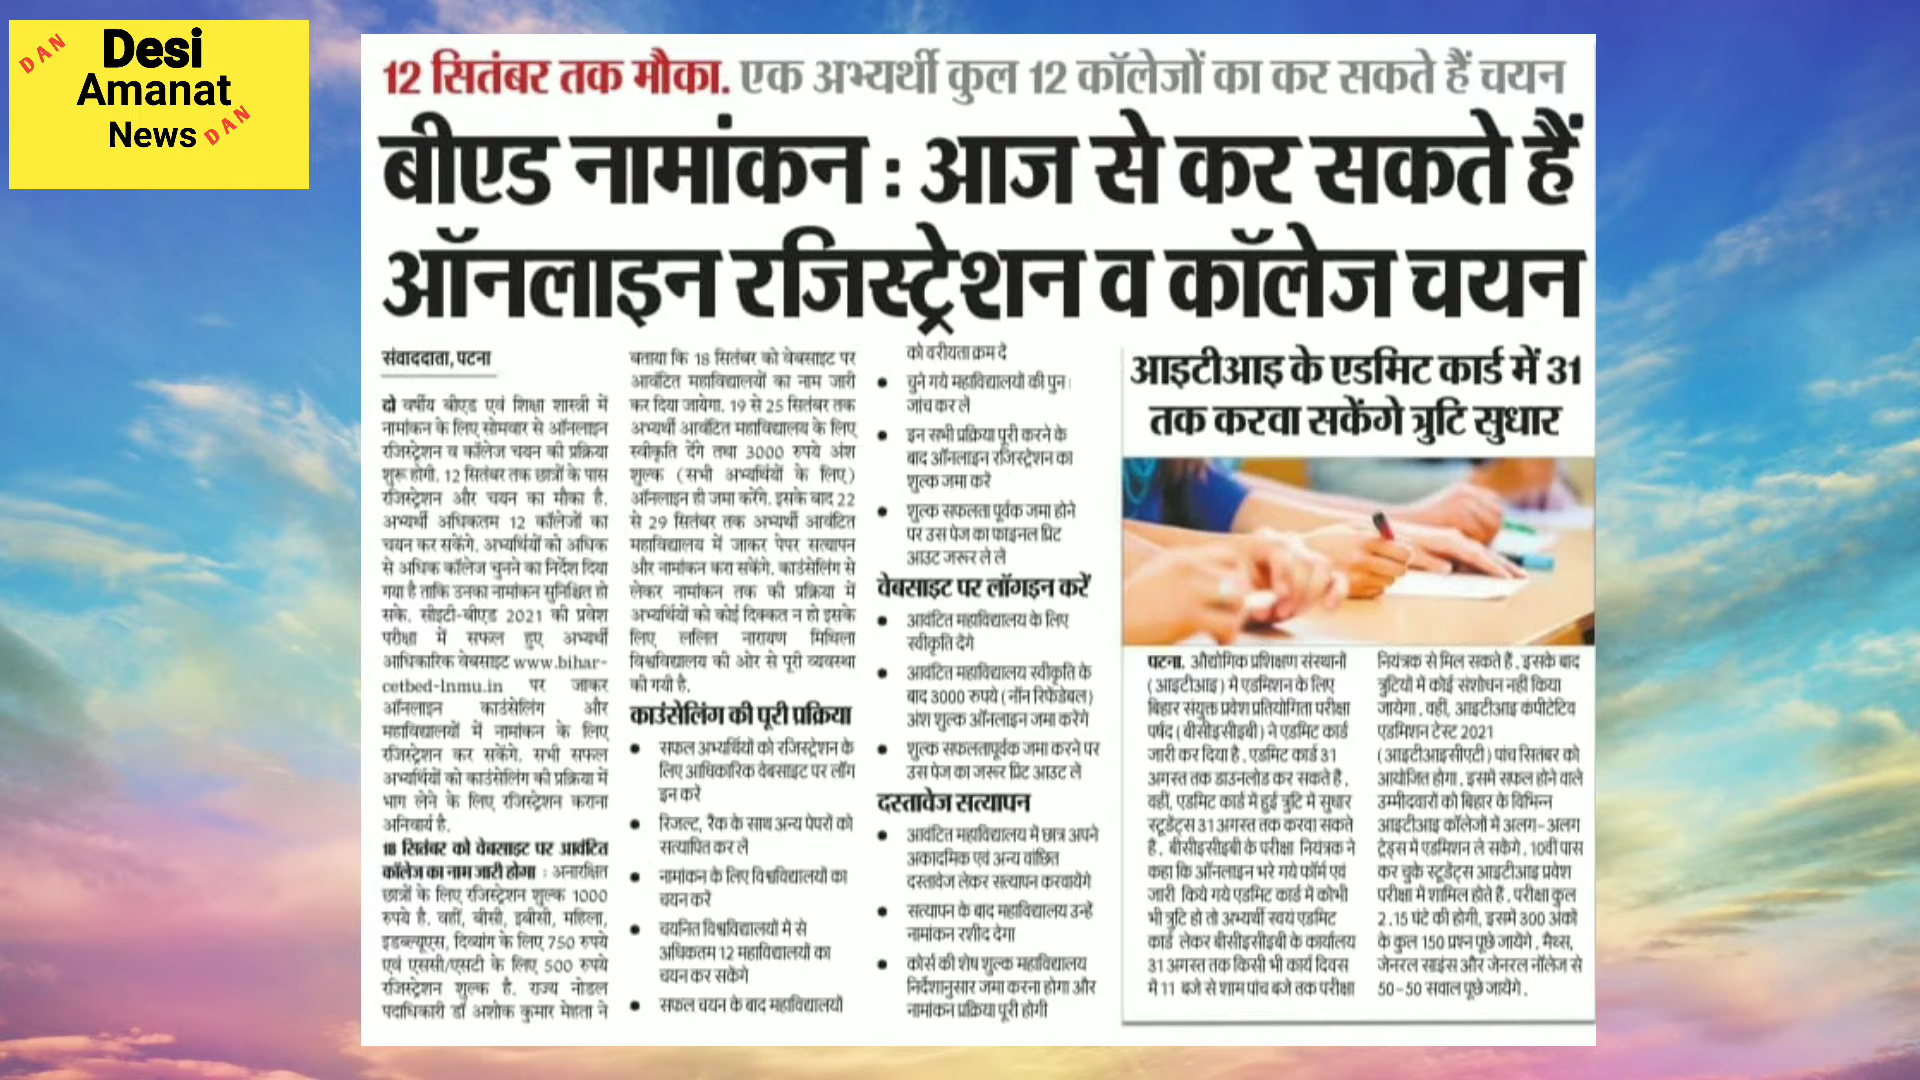 DAN
Desi
Amanat
News DAN
12 सितंबर तक मौका. एक अभ्यर्थी कुल 12 कॉलेजों का कर सकते हैं चयन
बीएड नामांकन : आज से कर सकते हैं
ऑनलाइन रजिस्ट्रेशन व कॉलेज चयन
संवाददाता, पटना
दो वर्षीय बीएड एवं शिक्षा शास्त्री में
नामांकन के लिए सोमवार से ऑनलाइन
रजिस्ट्रेशन व कॉलेज चयन की प्रक्रिया
शुरू होगी. 12 सितंबर तक छात्रों के पास
रजिस्ट्रेशन और चयन का मौका है.
अभ्यर्थी अधिकतम 12 कॉलेजों का
चयन कर सकेंगे. अभ्यर्थियों को अधिक
से अधिक कॉलेज चुनने का निर्देश दिया
गया है ताकि उनका नामांकन सुनिश्चित हो
सके. सीइटी-बीएड 2021 की प्रवेश
परीक्षा में सफल हुए अभ्यर्थी
आधिकारिक वेबसाइट www.bihar-
cetbed-lnmu.in पर जाकर
ऑनलाइन काउंसेलिंग और
महाविद्यालयों में नामांकन के लिए
रजिस्ट्रेशन कर सकेंगे. सभी सफल
अभ्यर्थियों को काउंसेलिंग की प्रक्रिया में
भाग लेने के लिए रजिस्ट्रेशन कराना
अनिवार्य है.
18 सितंबर को वेबसाइट पर आवंटित
कॉलेज का नाम जारी होगा : अनारक्षित
छात्रों के लिए रजिस्ट्रेशन शुल्क 1000
रुपये है. वहीं, बीसी, इबीसी, महिला,
इडब्ल्यूएस, दिव्यांग के लिए 750 रुपये
एवं एससी/एसटी के लिए 500 रुपये
रजिस्ट्रेशन शुल्क है. राज्य नोडल
पदाधिकारी डॉ अशोक कुमार मेहता ने
बताया कि 18 सितंबर को वेबसाइट पर
आवंटित महाविद्यालयों का नाम जारी
कर दिया जायेगा. 19 से 25 सितंबर तक
अभ्यर्थी आवंटित महाविद्यालय के लिए
स्वीकृति देंगे तथा 3000 रुपये अंश
शुल्क (सभी अभ्यर्थियों के लिए)
ऑनलाइन ही जमा करेंगे. इसके बाद 22
से 29 सितंबर तक अभ्यर्थी आवंटित
महाविद्यालय में जाकर पेपर सत्यापन
और नामांकन करा सकेंगे. काउंसेलिंग से
लेकर नामांकन तक की प्रक्रिया में
अभ्यर्थियों को कोई दिक्कत न हो इसके
लिए ललित नारायण मिथिला
विश्वविद्यालय की ओर से पूरी व्यवस्था
की गयी है.
काउंसेलिंग की पूरी प्रक्रिया
● सफल अभ्यर्थियों को रजिस्ट्रेशन के
लिए आधिकारिक वेबसाइट पर लॉग
इन करें
● रिजल्ट, रैंक के साथ अन्य पेपरों को
सत्यापित कर लें
● नामांकन के लिए विश्वविद्यालयों का
चयन करें
● चयनित विश्वविद्यालयों में से
अधिकतम 12 महाविद्यालयों का
चयन कर सकेंगे
● सफल चयन के बाद महाविद्यालयों
को वरीयता क्रम दें
● चुने गये महाविद्यालयों की पुन:
जांच कर लें
● इन सभी प्रक्रिया पूरी करने के
बाद ऑनलाइन रजिस्ट्रेशन का
शुल्क जमा करें
● शुल्क सफलता पूर्वक जमा होने
पर उस पेज का फाइनल प्रिंट
आउट जरूर ले लें
वेबसाइट पर लॉगइन करें
● आवंटित महाविद्यालय के लिए
स्वीकृति देंगे
● आवंटित महाविद्यालय स्वीकृति के
बाद 3000 रुपये (नॉन रिफंडेबल)
अंश शुल्क ऑनलाइन जमा करेंगे
● शुल्क सफलतापूर्वक जमा करने पर
उस पेज का जरूर प्रिंट आउट लें
दस्तावेज सत्यापन
● आवंटित महाविद्यालय में छात्र अपने
अकादमिक एवं अन्य वांछित
दस्तावेज लेकर सत्यापन करवायेंगे
● सत्यापन के बाद महाविद्यालय उन्हें
नामांकन रशीद देगा
● कोर्स की शेष शुल्क महाविद्यालय
निर्देशानुसार जमा करना होगा और
नामांकन प्रक्रिया पूरी होगी
आइटीआइ के एडमिट कार्ड में 31
तक करवा सकेंगे त्रुटि सुधार
पटना. औद्योगिक प्रशिक्षण संस्थानों
(आइटीआइ) में एडमिशन के लिए
बिहार संयुक्त प्रवेश प्रतियोगिता परीक्षा
पर्षद (बीसीइसीइबी) ने एडमिट कार्ड
जारी कर दिया है. एडमिट कार्ड 31
अगस्त तक डाउनलोड कर सकते हैं.
वहीं, एडमिट कार्ड में हुई त्रुटि में सुधार
स्टूडेंट्स 31 अगस्त तक करवा सकते
हैं. बीसीइसीइबी के परीक्षा नियंत्रक ने
कहा कि ऑनलाइन भरे गये फॉर्म एवं
जारी किये गये एडमिट कार्ड में कोभी
भी त्रुटि हो तो अभ्यर्थी स्वयं एडमिट
कार्ड लेकर बीसीइसीइबी के कार्यालय
31 अगस्त तक किसी भी कार्य दिवस
में 11 बजे से शाम पांच बजे तक परीक्षा
नियंत्रक से मिल सकते हैं. इसके बाद
त्रुटियों में कोई संशोधन नहीं किया
जायेगा. वहीं, आइटीआइ कंपीटेटिव
एडमिशन टेस्ट 2021
(आइटीआइसीएटी) पांच सितंबर को
आयोजित होगा. इसमें सफल होने वाले
उम्मीदवारों को बिहार के विभिन्न
आइटीआइ कॉलेजों में अलग-अलग
ट्रेड्स में एडमिशन ले सकेंगे. 10वीं पास
कर चुके स्टूडेंट्स आइटीआइ प्रवेश
परीक्षा में शामिल होते हैं. परीक्षा कुल
2.15 घंटे की होगी. इसमें 300 अंकों
के कुल 150 प्रश्न पूछे जायेंगे. मैथ्स,
जेनरल साइंस और जेनरल नॉलेज से
50-50 सवाल पूछे जायेंगे.